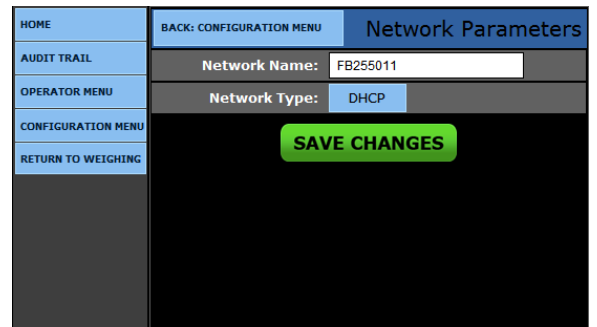 HOME
AUDIT TRAIL
OPERATOR MENU
CONFIGURATION MENU
RETURN TO WEIGHING
BACK: CONFIGURATION MENU
Network Parameters
Network Name: FB255011
Network Type: DHCP
SAVE CHANGES